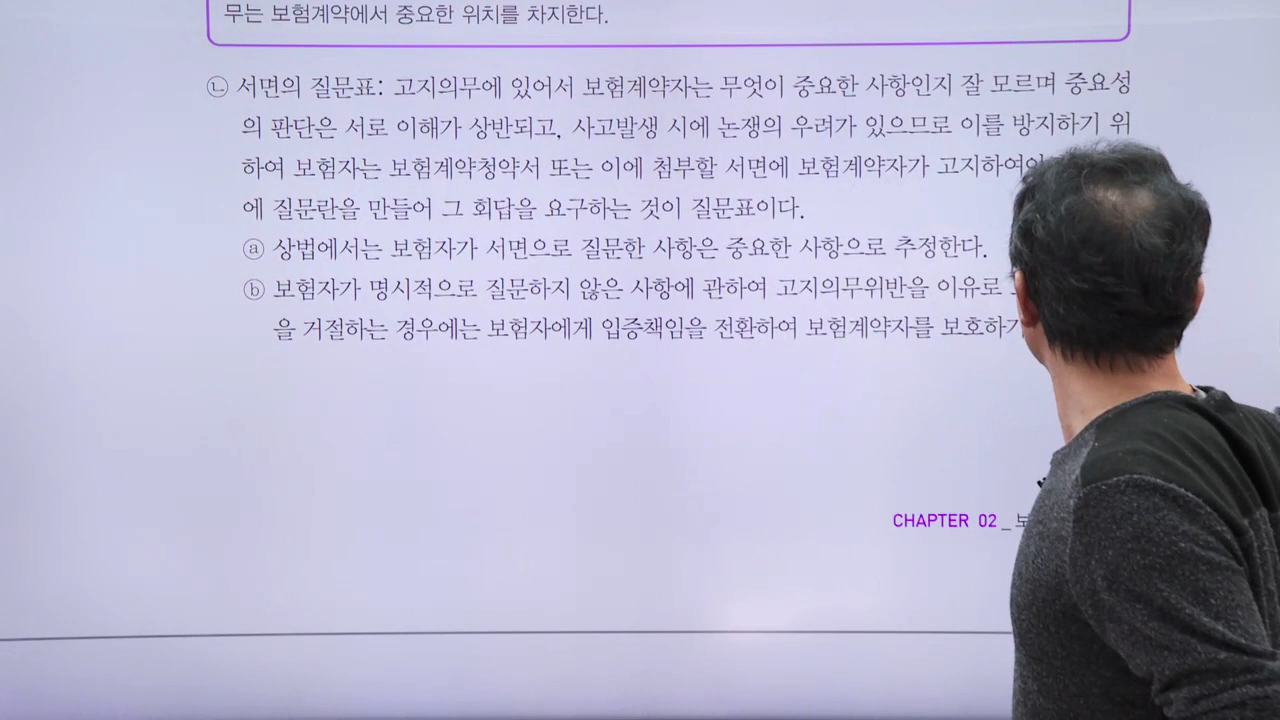 무는 보험계약에서 중요한 위치를 차지한다.
㉡ 서면의 질문표: 고지의무에 있어서 보험계약자는 무엇이 중요한 사항인지 잘 모르며 중요성
의 판단은 서로 이해가 상반되고, 사고발생 시에 논쟁의 우려가 있으므로 이를 방지하기 위
하여 보험자는 보험계약청약서 또는 이에 첨부할 서면에 보험계약자가
에 질문란을 만들어 그 회답을 요구하는 것이 질문표이다.
ⓐ 상법에서는 보험자가 서면으로 질문한 사항은 중요한 사항으로 추정한다.
ⓑ 보험자가 명시적으로 질문하지 않은 사항에 관하여 고지의무위반을 이유로
을 거절하는 경우에는 보험자에게 입증책임을 전환하여 보험계약자를
CHAPTER 02 _